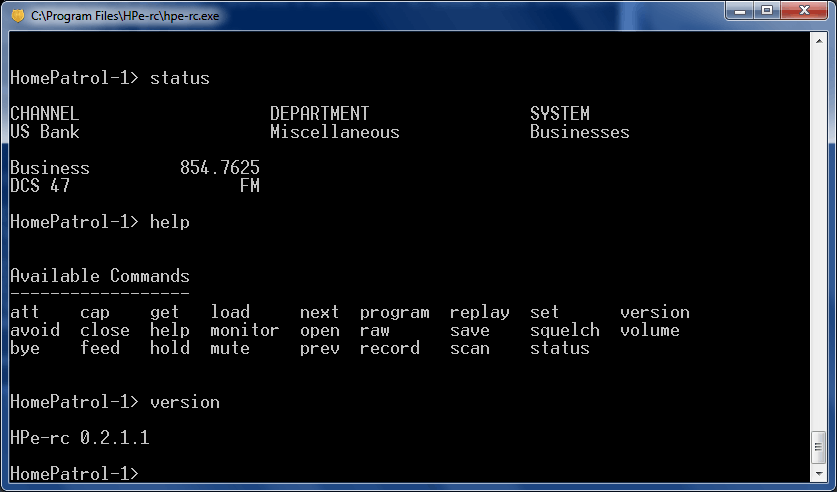 C:\Program Files\HPe-rc\hpe-rc.exe
HomePatrol-1> status
CHANNEL DEPARTMENT SYSTEM
US Bank Miscellaneous Businesses
Business 854.7625
DCS 47 FM
HomePatrol-1> help
Available Commands
------------------
att cap get load next program replay set version
avoid close help monitor open raw save squelch volume
bye feed hold mute prev record scan status
HomePatrol-1> version
HPe-rc 0.2.1.1
HomePatrol-1>